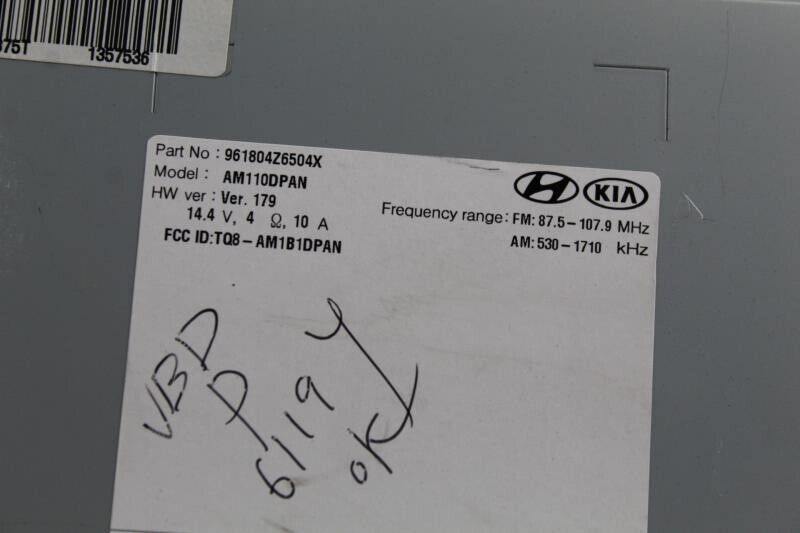 375T 1357536
Part No : 961804Z6504X
Model : AM110DPAN
HW ver : Ver. 179
14.4 V, 4 Ω, 10 A
FCC ID:TQ8-AM1B1DPAN
KIA
Frequency range: FM: 87.5-107.9 MHz
AM: 530-1710 kHz
VBD
P
6119
OK